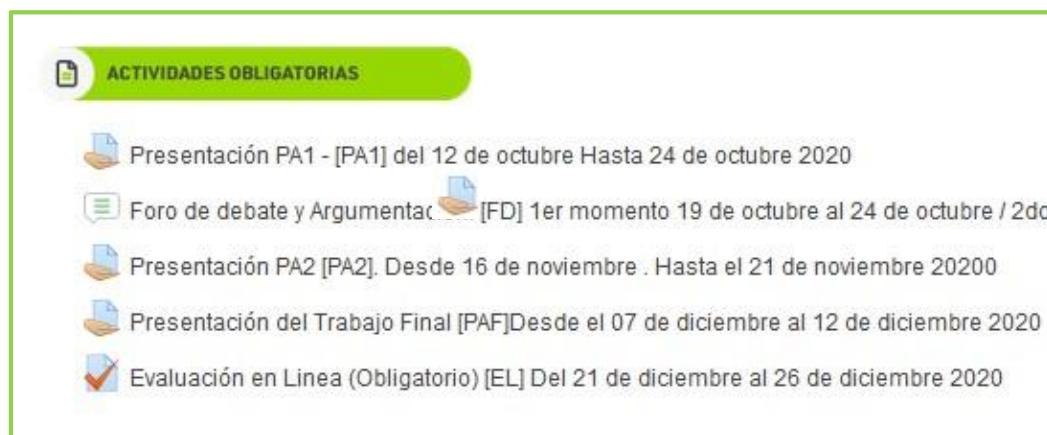 ACTIVIDADES OBLIGATORIAS
Presentación PA1 - [PA1] del 12 de octubre Hasta 24 de octubre 2020
Foro de debate y [FD] 1er momento 19 de octubre al 24 de octubre /
Presentación PA2 [PA2]. Desde 16 de noviembre . Hasta el 21 de noviembre 20200
Presentación del Trabajo Final [PAF]Desde el 07 de diciembre al 12 de diciembre 2020
Evaluación en Linea (Obligatorio) [EL] Del 21 de diciembre al 26 de diciembre 2020